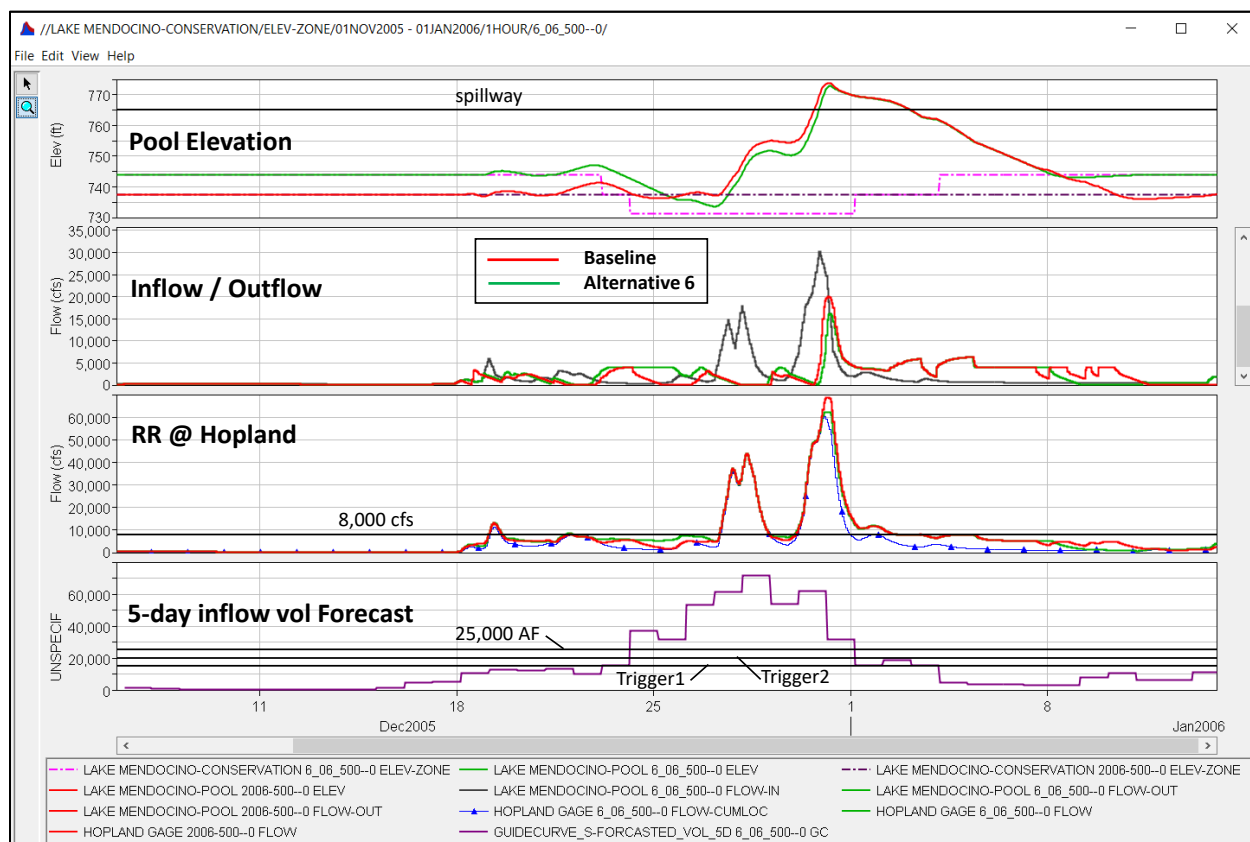 //LAKE MENDOCINO-CONSERVATION/ELEV-ZONE/01NOV2005 - 01JAN2006/1HOUR/6_06_500--0/
File Edit View Help
770
760
750
740
730
Elev (ft)
spillway
Pool Elevation
35,000
30,000
25,000
20,000
15,000
10,000
5,000
0
Flow (cfs)
Baseline
Alternative 6
Inflow / Outflow
60,000
50,000
40,000
30,000
20,000
10,000
0
Flow (cfs)
RR @ Hopland
8,000 cfs
60,000
40,000
20,000
0
UNSPECIF
5-day inflow vol Forecast
25,000 AF
Trigger1
Trigger2
11 18 25 1 8
Dec2005 Jan2006
LAKE MENDOCINO-CONSERVATION 6_06_500--0 ELEV-ZONE
LAKE MENDOCINO-POOL 6_06_500--0 ELEV
LAKE MENDOCINO-CONSERVATION 2006-500--0 ELEV-ZONE
LAKE MENDOCINO-POOL 2006-500--0 ELEV
LAKE MENDOCINO-POOL 6_06_500--0 FLOW-IN
LAKE MENDOCINO-POOL 6_06_500--0 FLOW-OUT
LAKE MENDOCINO-POOL 2006-500--0 FLOW-OUT
HOPLAND GAGE 6_06_500--0 FLOW-CUMLOC
HOPLAND GAGE 6_06_500--0 FLOW
HOPLAND GAGE 2006-500--0 FLOW
GUIDECURVE_S-FORCASTED_VOL_5D 6_06_500--0 GC